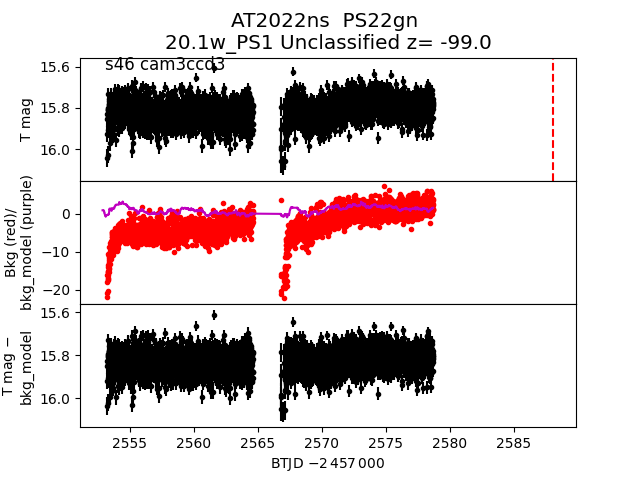 AT2022ns  PS22gn
20.1w_PS1 Unclassified z= -99.0
s46 cam3ccd3
15.6
15.8
16.0
T mag
0
−10
−20
Bkg (red)/
bkg_model (purple)
15.6
15.8
16.0
T mag −
bkg_model
2555
2560
2565
2570
2575
2580
2585
BTJD −2 457 000